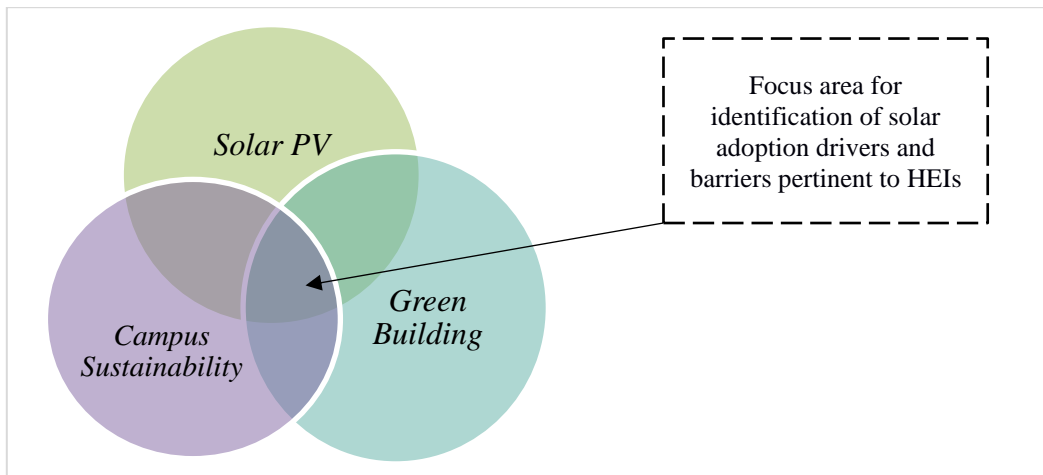 Solar PV
Focus area for
identification of solar
adoption drivers and
barriers pertinent to HEIs
Green
Building
Campus
Sustainability